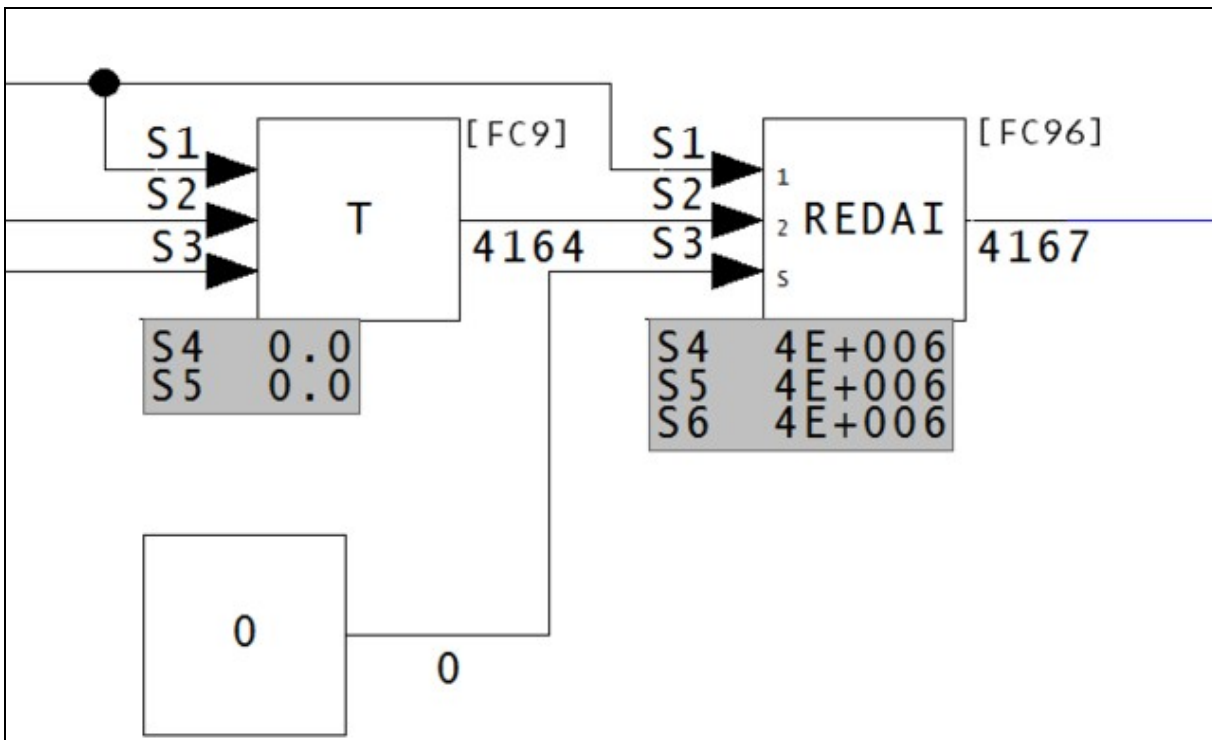 S1
S2
S3
T
[FC9]
4164
S4 0.0
S5 0.0
S1
S2
S3
1
2
S
REDAI
[FC96]
4167
S4 4E+006
S5 4E+006
S6 4E+006
0
0